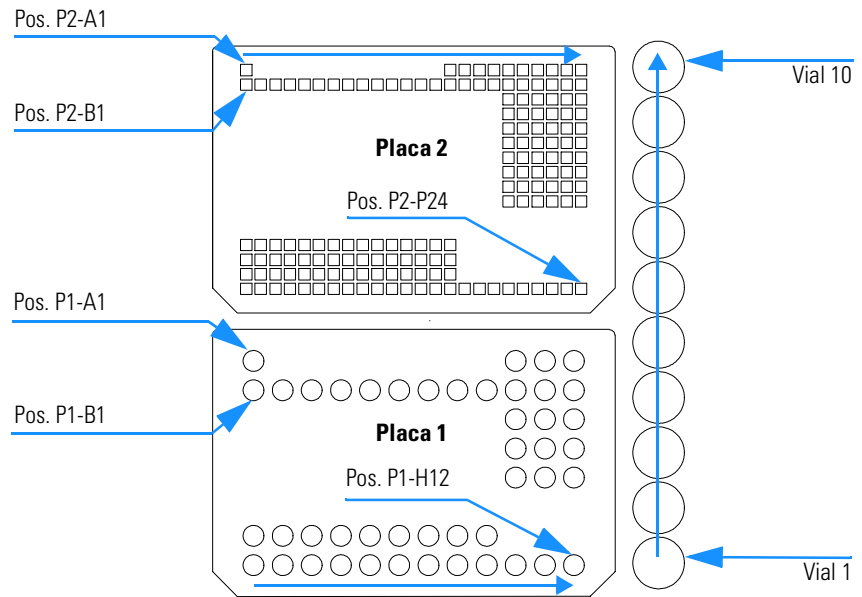 Pos. P2-A1
Vial 10
Pos. P2-B1
Placa 2
Pos. P2-P24
Pos. P1-A1
Pos. P1-B1
Placa 1
Pos. P1-H12
Vial 1